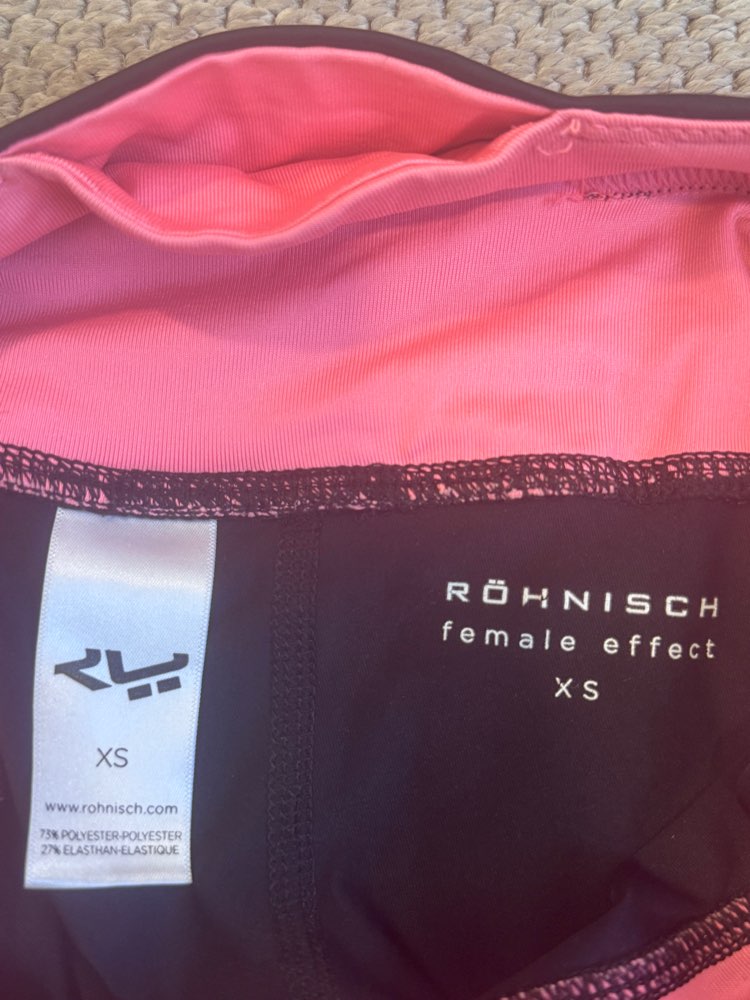 XS
www.rohnisch.com
73% POLYESTER-POLYESTER
27% ELASTHAN-ELASTIQUE
RÖHNISCH
female effect
XS